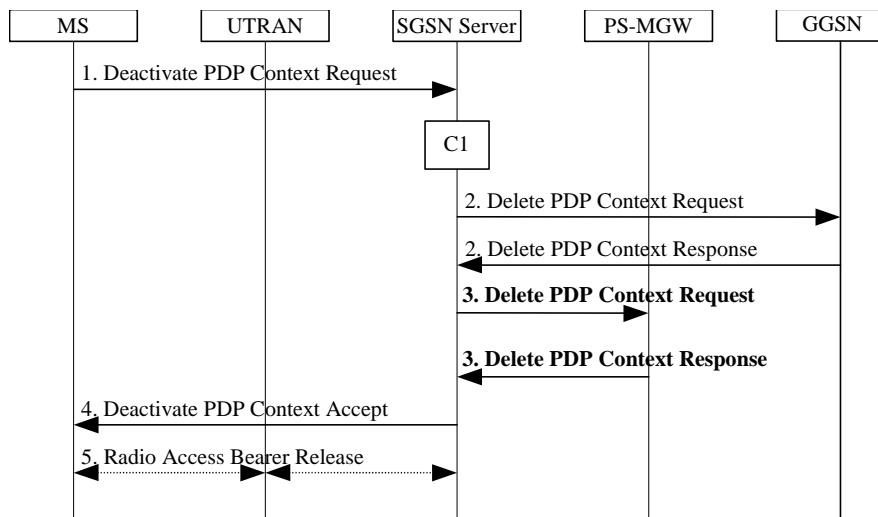 MS
UTRAN
SGSN Server
PS-MGW
GGSN
1. Deactivate PDP Context Request
C1
2. Delete PDP Context Request
2. Delete PDP Context Response
3. Delete PDP Context Request
3. Delete PDP Context Response
4. Deactivate PDP Context Accept
5. Radio Access Bearer Release